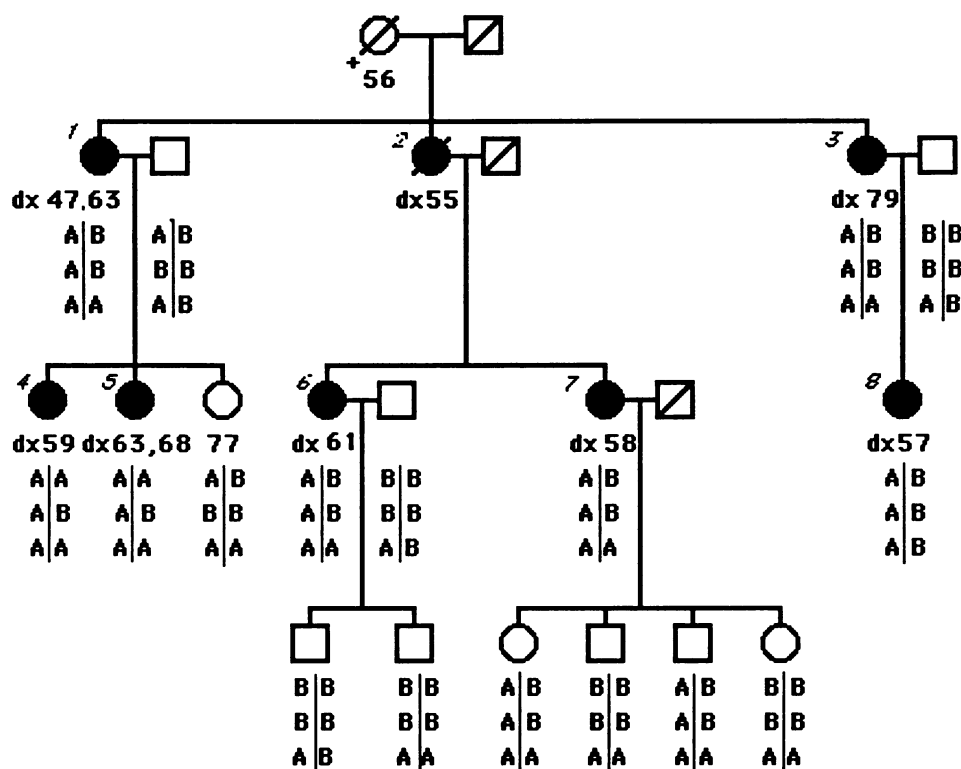 +
56
1 2 3
dx 47,63 dx55 dx 79
A|B A|B A|B B|B
A|B B|B A|B B|B
A|A A|B A|A A|B
4 5 6 7 8
dx59 dx63,68 77 dx 61 dx 58 dx57
A|A A|A A|B A|B B|B A|B A|B
A|B A|B B|B A|B B|B A|B A|B
A|A A|A A|A A|A A|B A|A A|B
B|B B|B A|B B|B A|B B|B
B|B B|B A|B B|B A|B B|B
A|B A|A A|A A|A A|A A|A